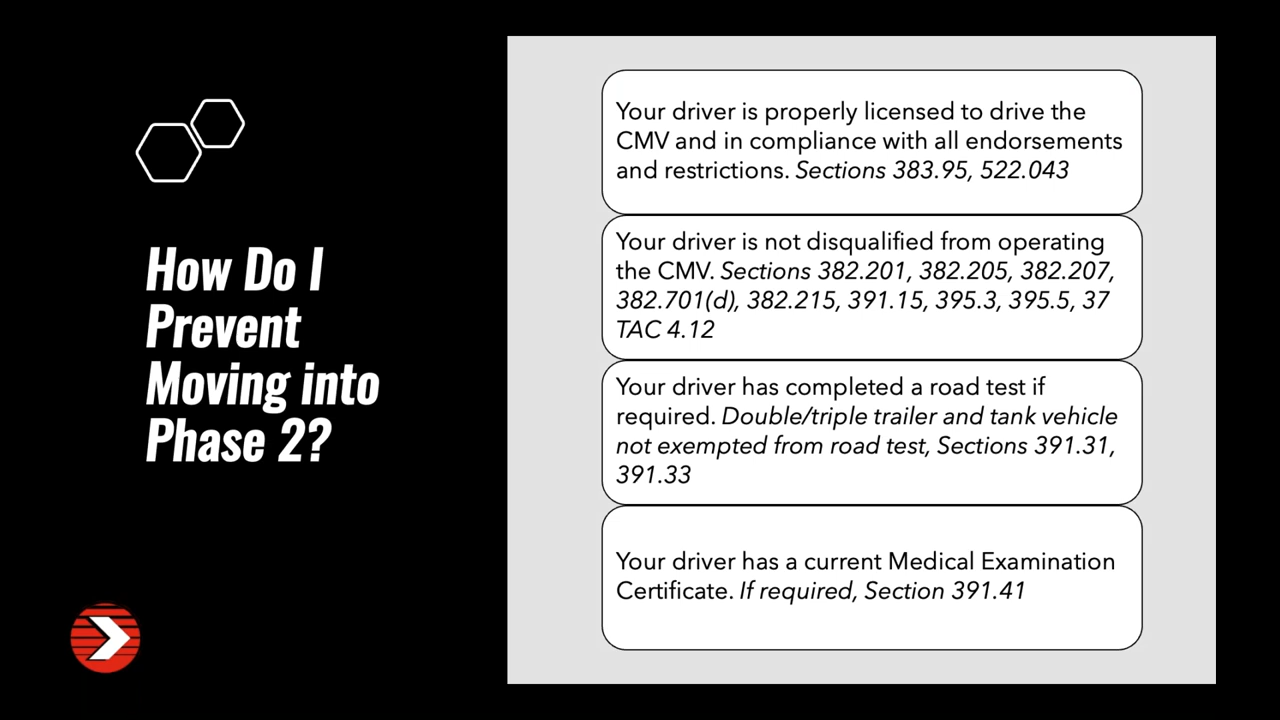 How Do I
Prevent
Moving into
Phase 2?
Your driver is properly licensed to drive the
CMV and in compliance with all endorsements
and restrictions. Sections 383.95, 522.043
Your driver is not disqualified from operating
the CMV. Sections 382.201, 382.205, 382.207,
382.701(d), 382.215, 391.15, 395.3, 395.5, 37
TAC 4.12
Your driver has completed a road test if
required. Double/triple trailer and tank vehicle
not exempted from road test, Sections 391.31,
391.33
Your driver has a current Medical Examination
Certificate. If required, Section 391.41